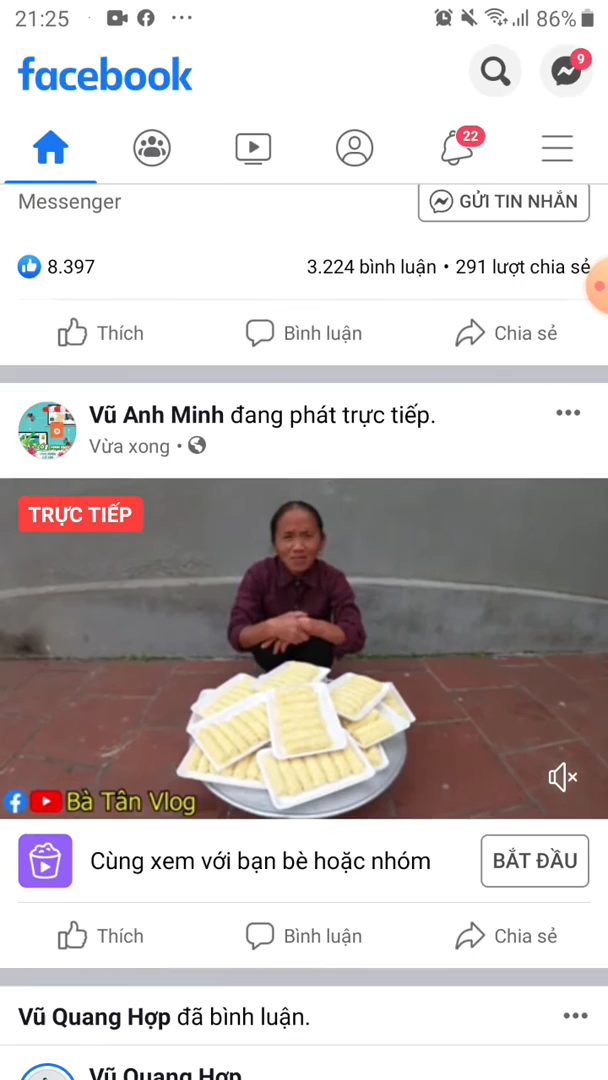 21:25
86%
facebook
9
22
Messenger
GỬI TIN NHẮN
8.397
3.224 bình luận • 291 lượt chia sẻ
Thích
Bình luận
Chia sẻ
Vũ Anh Minh đang phát trực tiếp.
Vừa xong •
TRỰC TIẾP
Bà Tân Vlog
Cùng xem với bạn bè hoặc nhóm
BẮT ĐẦU
Thích
Bình luận
Chia sẻ
Vũ Quang Hợp đã bình luận.
Vũ Quang Hợp